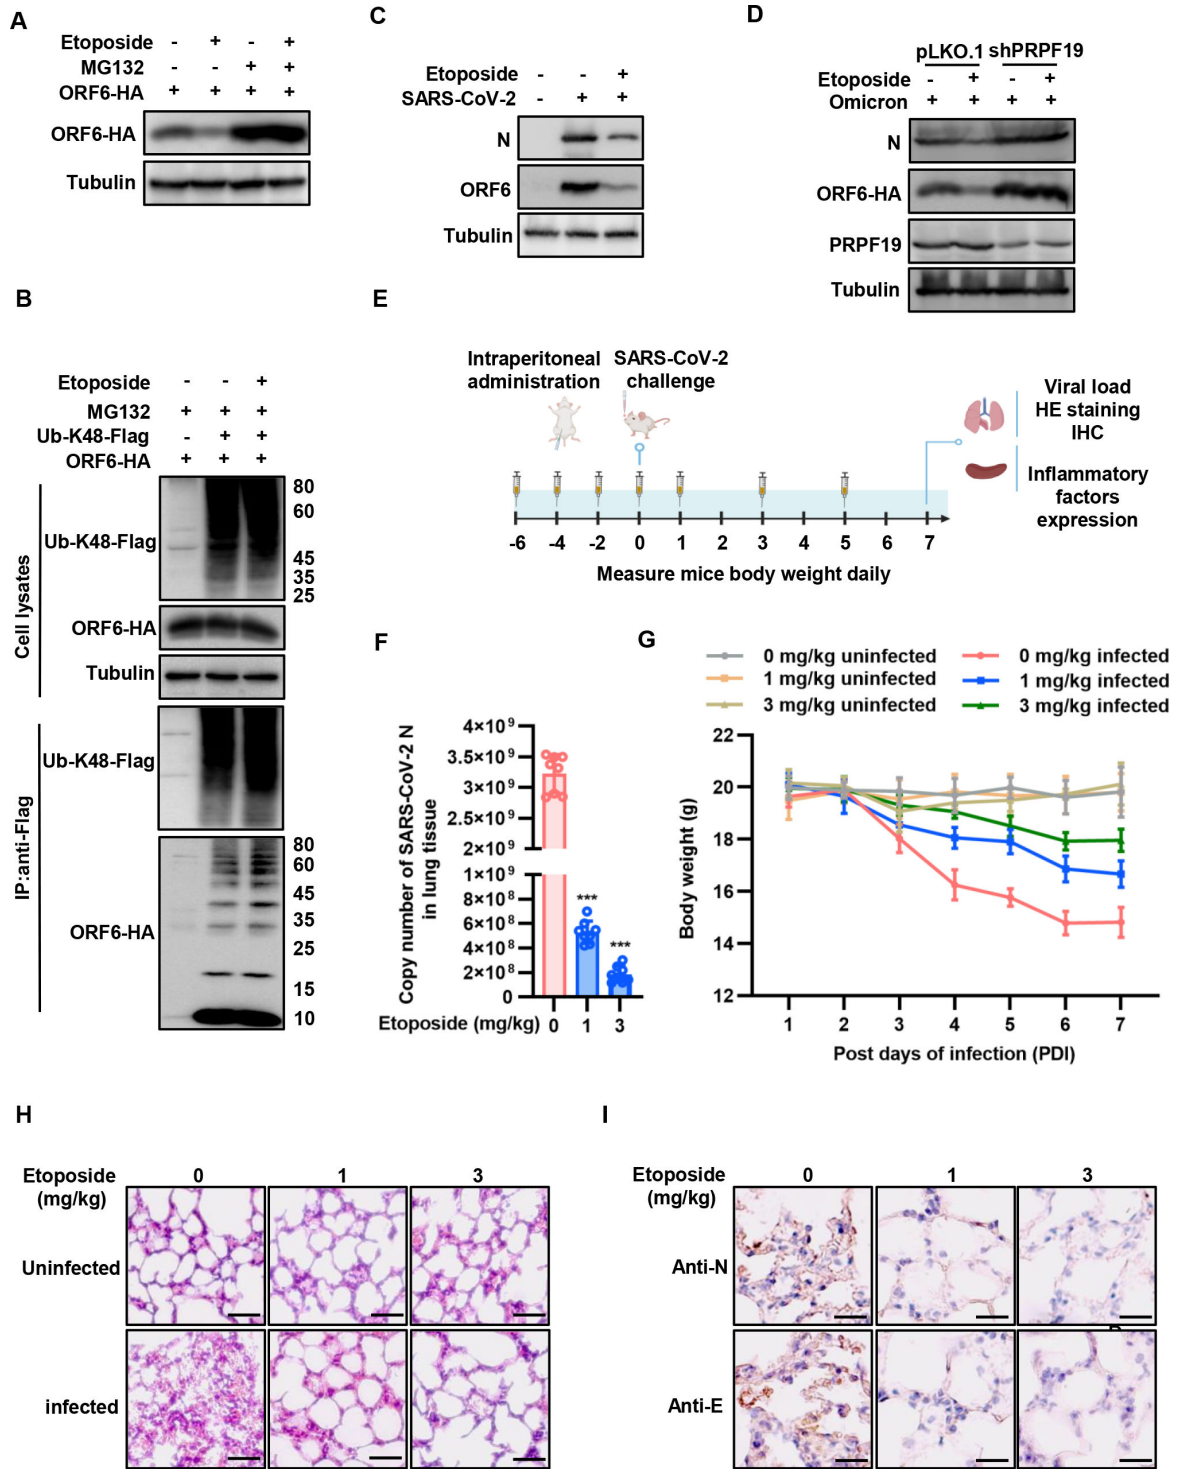 A
Etoposide - + - +
MG132 - - + +
ORF6-HA + + + +
ORF6-HA
Tubulin
C
Etoposide - - +
SARS-CoV-2 - + +
N
ORF6
Tubulin
D
pLKO.1 shPRPF19
Etoposide - + - +
Omicron + + + +
N
ORF6-HA
PRPF19
Tubulin
B
Etoposide - - +
MG132 + + +
Ub-K48-Flag - + +
ORF6-HA + + +
Cell lysates
Ub-K48-Flag
80
60
45
35
25
ORF6-HA
Tubulin
IP:anti-Flag
Ub-K48-Flag
ORF6-HA
80
60
45
35
25
15
10
E
Intraperitoneal
administration
SARS-CoV-2
challenge
Viral load
HE staining
IHC
Inflammatory
factors
expression
-6 -4 -2 0 1 2 3 4 5 6 7
Measure mice body weight daily
F
Copy number of SARS-CoV-2 N
in lung tissue
4×10⁹
3.5×10⁹
3×10⁹
2.5×10⁹
2×10⁹
1×10⁹
8×10⁸
6×10⁸
4×10⁸
2×10⁸
0
***
***
Etoposide (mg/kg) 0 1 3
G
0 mg/kg uninfected
1 mg/kg uninfected
3 mg/kg uninfected
0 mg/kg infected
1 mg/kg infected
3 mg/kg infected
Body weight (g)
22
20
18
16
14
12
1 2 3 4 5 6 7
Post days of infection (PDI)
H
Etoposide
(mg/kg)
0 1 3
Uninfected
infected
I
Etoposide
(mg/kg)
0 1 3
Anti-N
Anti-E